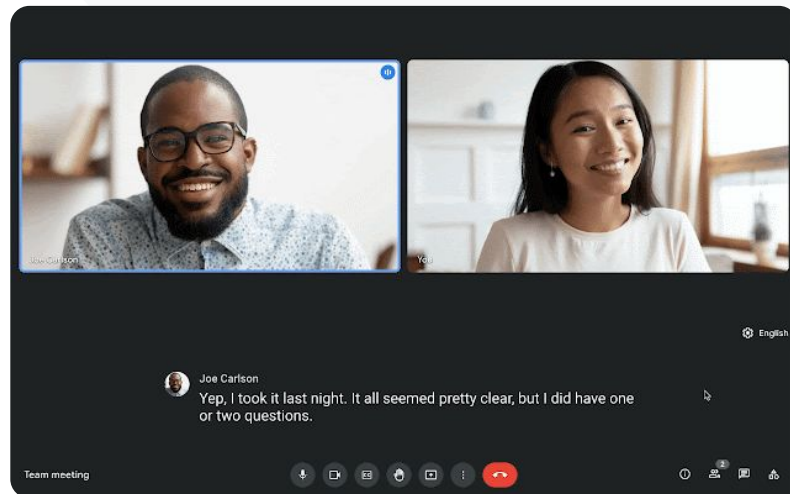 Joe Carlson
You
English
Joe Carlson
Yep, I took it last night. It all seemed pretty clear, but I did have one
or two questions.
Team meeting
2